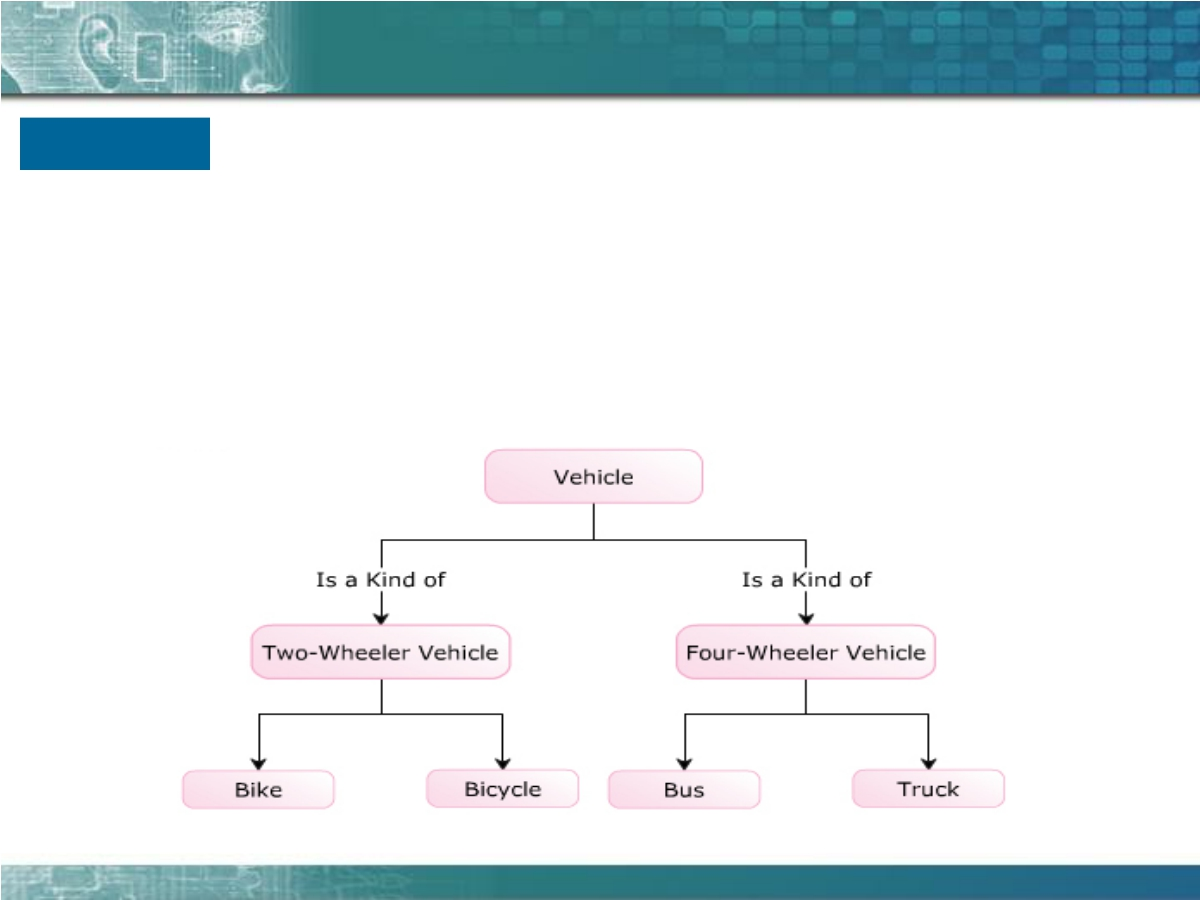 Vehicle
Is a Kind of
Is a Kind of
Two-Wheeler Vehicle
Four-Wheeler Vehicle
Bike
Bicycle
Bus
Truck